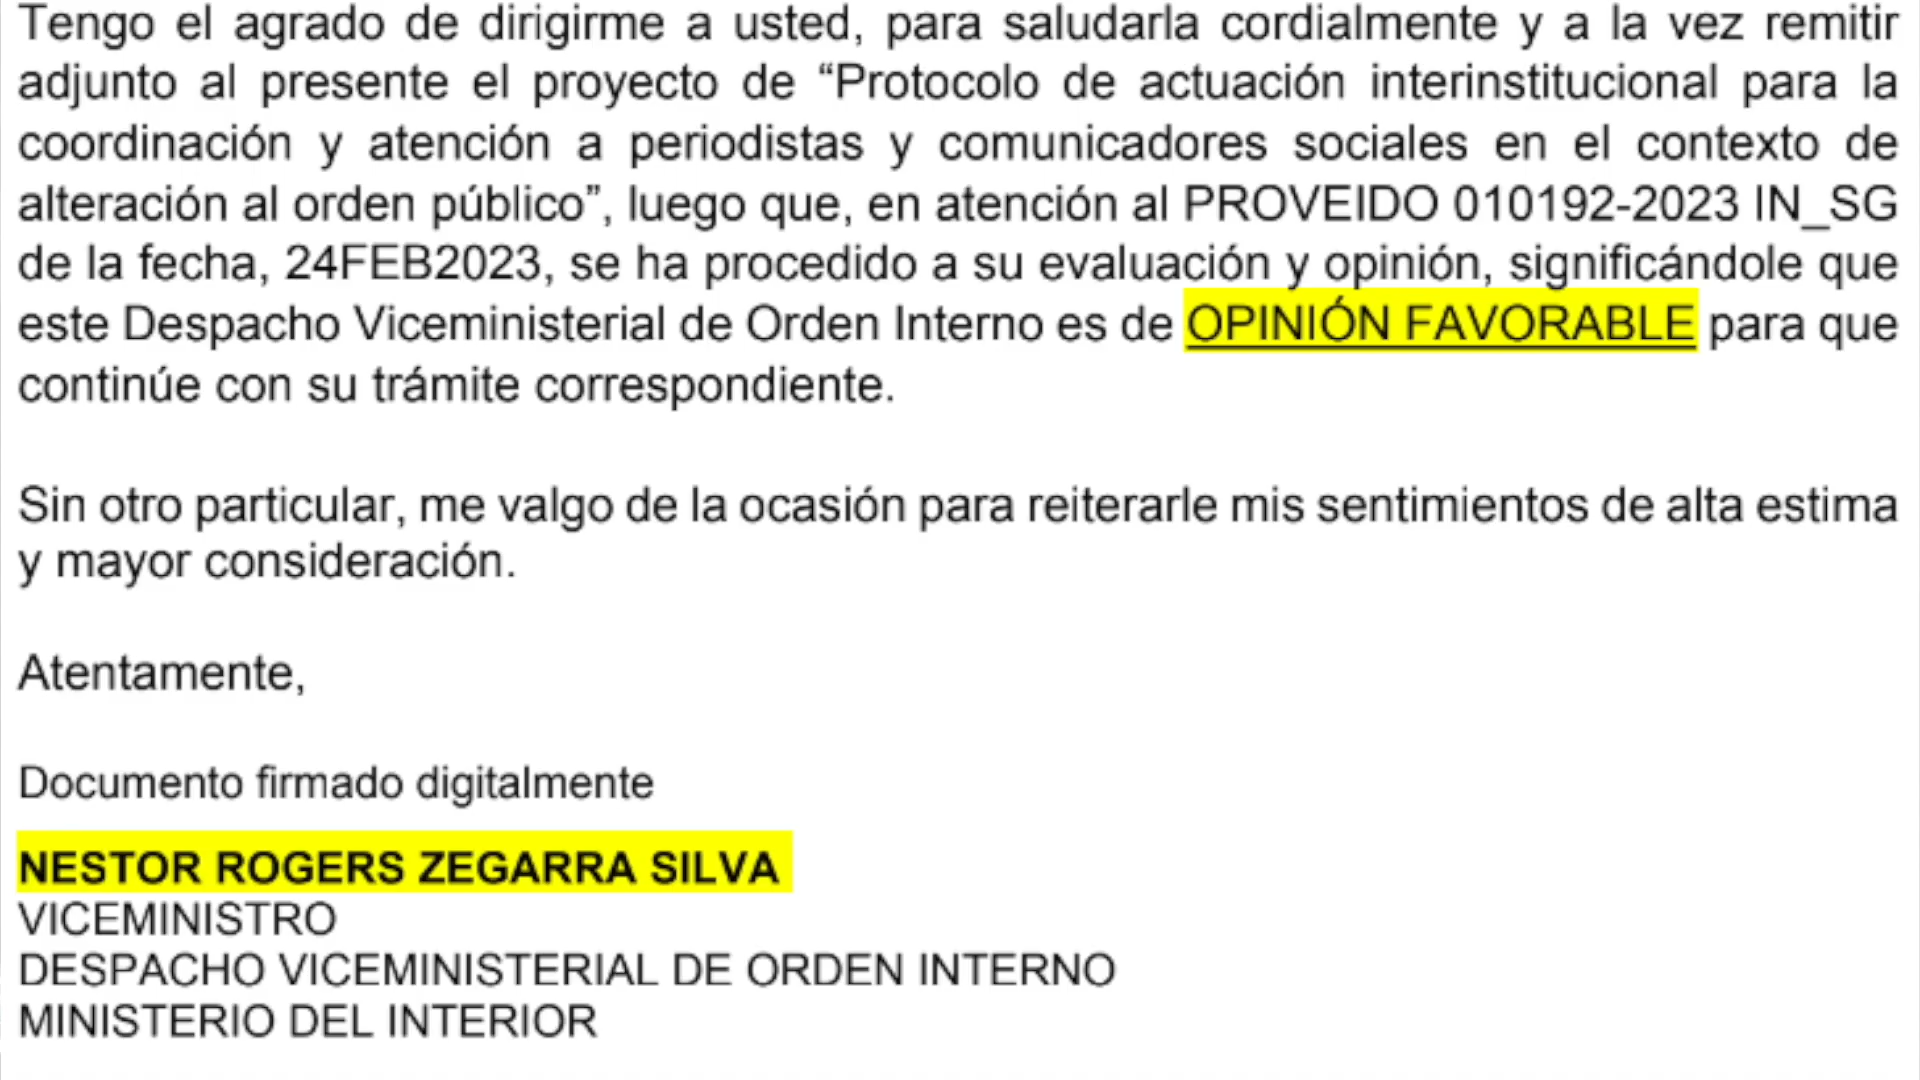 Tengo el agrado de dirigirme a usted, para saludarla cordialmente y a la vez remitir
adjunto al presente el proyecto de “Protocolo de actuación interinstitucional para la
coordinación y atención a periodistas y comunicadores sociales en el contexto de
alteración al orden público”, luego que, en atención al PROVEIDO 010192-2023 IN_SG
de la fecha, 24FEB2023, se ha procedido a su evaluación y opinión, significándole que
este Despacho Viceministerial de Orden Interno es de OPINIÓN FAVORABLE para que
continúe con su trámite correspondiente.
Sin otro particular, me valgo de la ocasión para reiterarle mis sentimientos de alta estima
y mayor consideración.
Atentamente,
Documento firmado digitalmente
NESTOR ROGERS ZEGARRA SILVA
VICEMINISTRO
DESPACHO VICEMINISTERIAL DE ORDEN INTERNO
MINISTERIO DEL INTERIOR